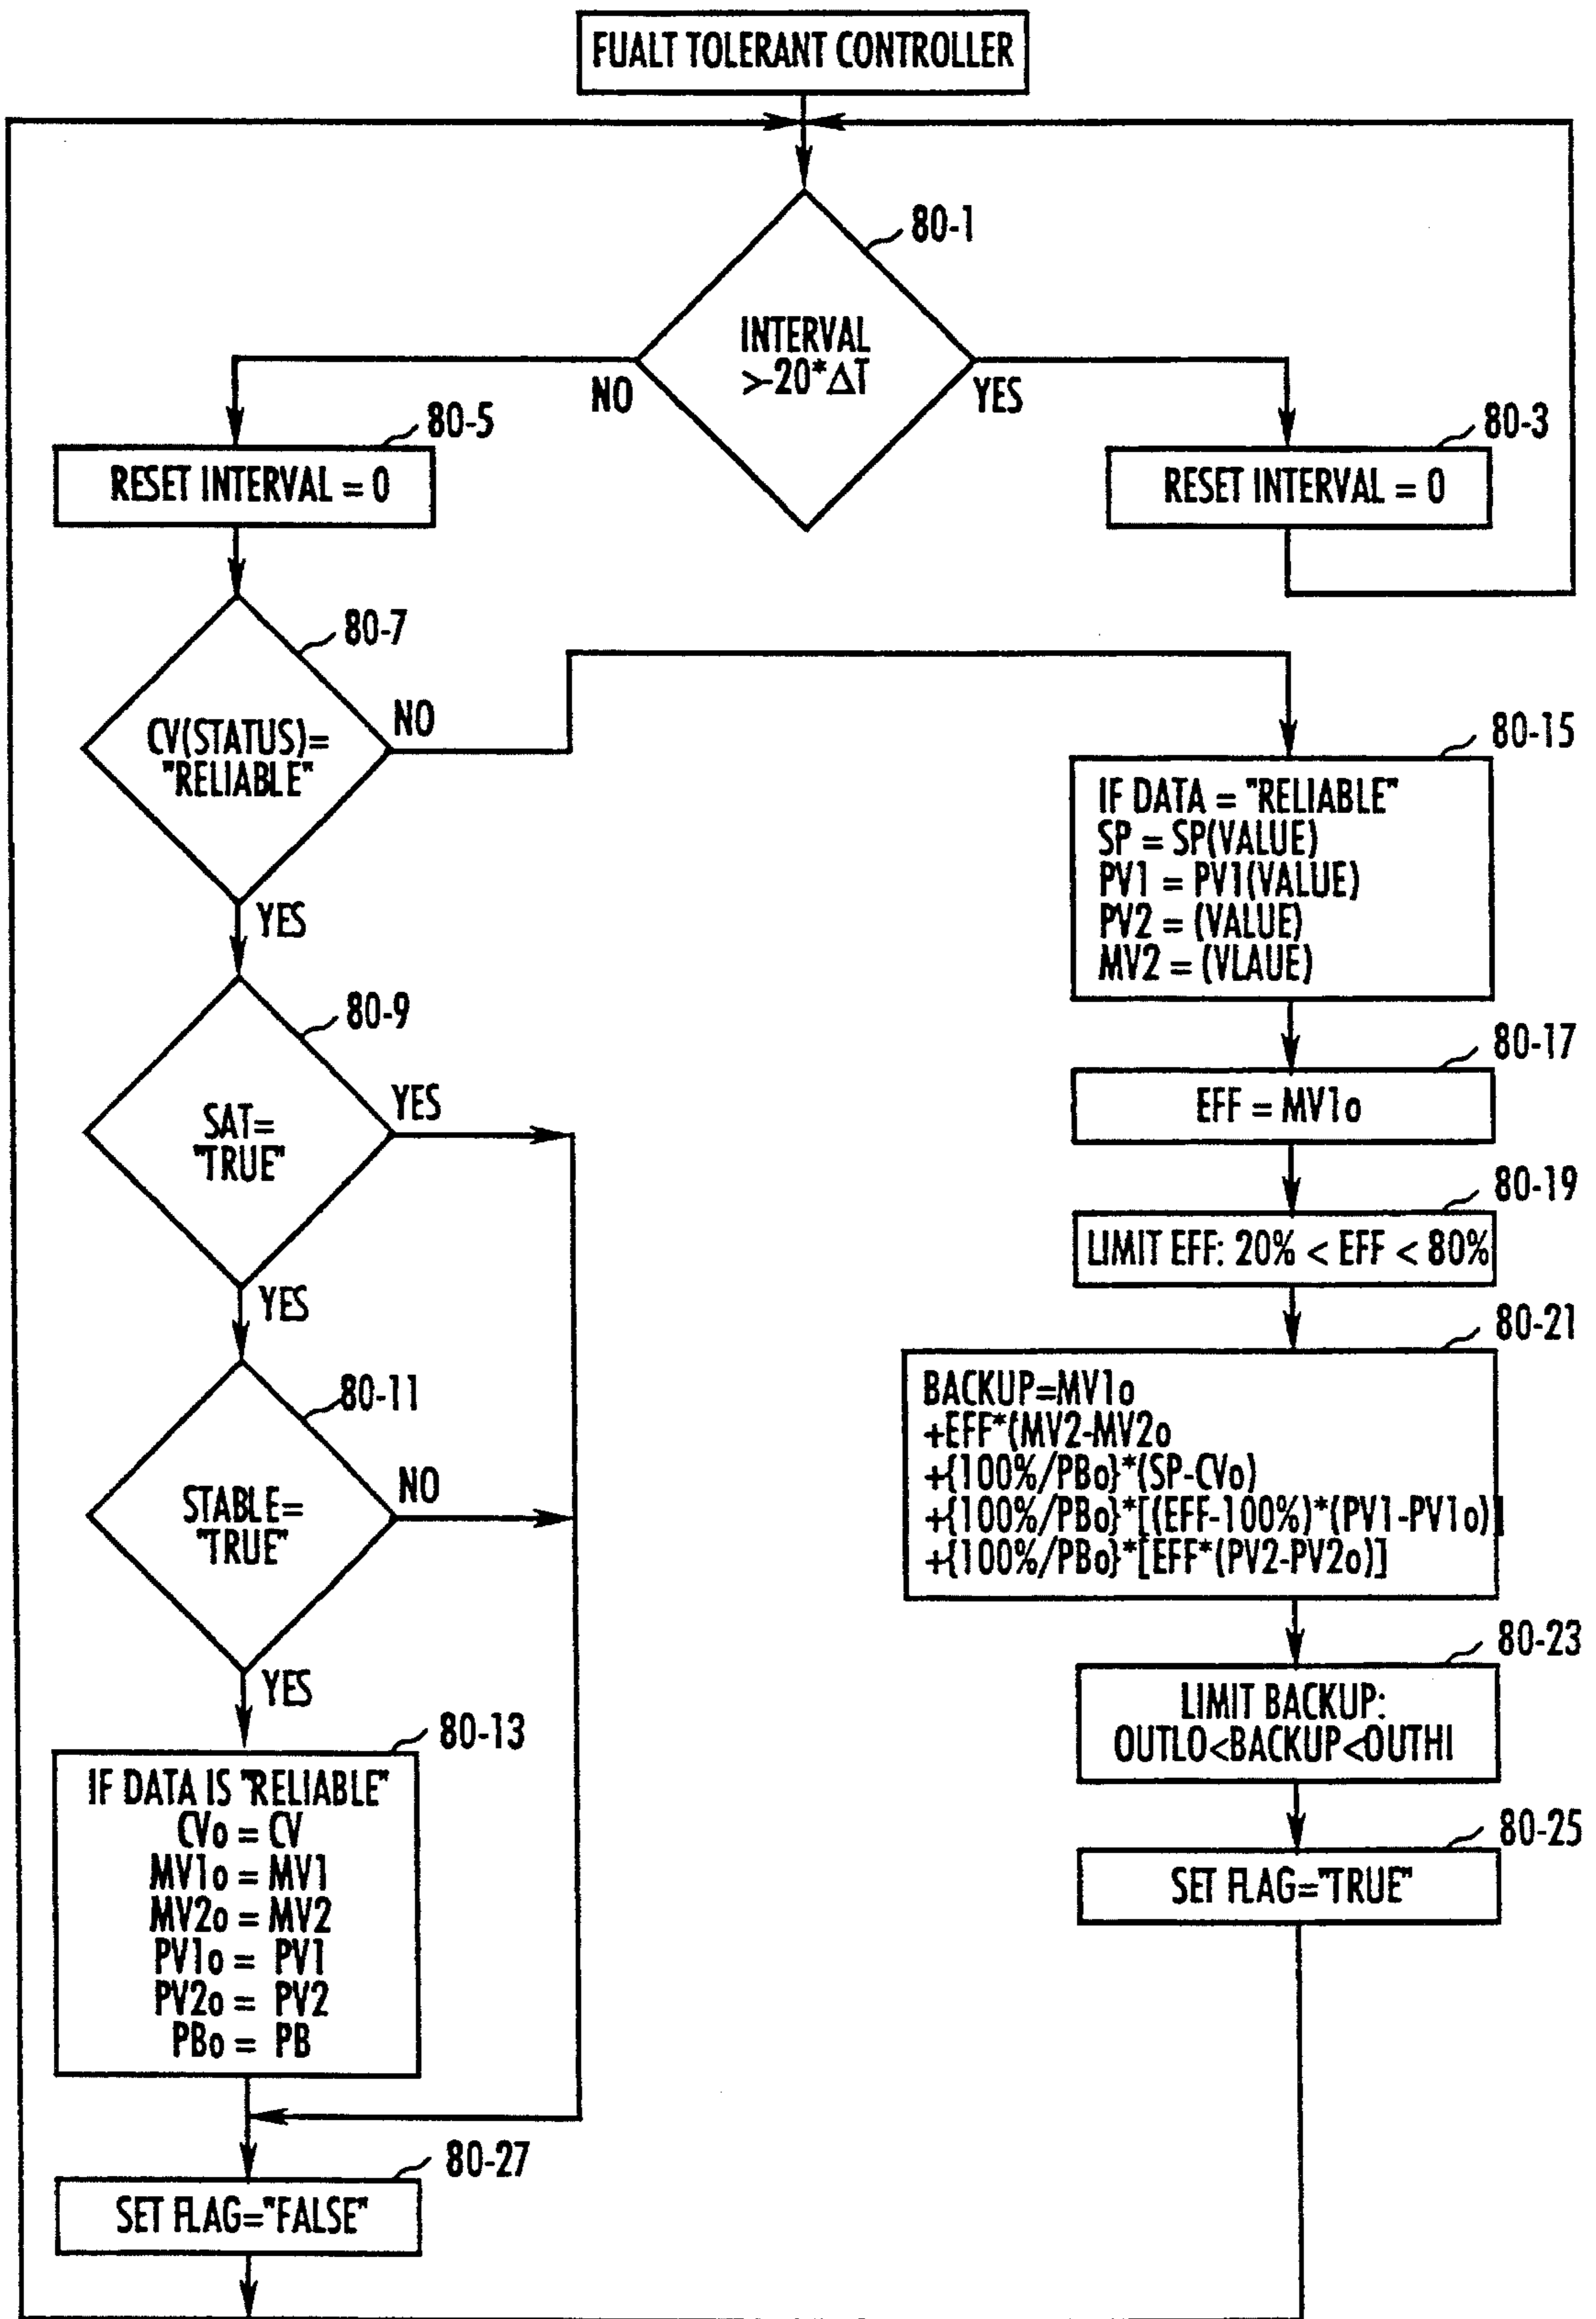 FUALT TOLERANT CONTROLLER
80-1
INTERVAL
>-20*ΔT
NO
YES
80-5
RESET INTERVAL = 0
80-3
RESET INTERVAL = 0
80-7
CV(STATUS)=
"RELIABLE"
NO
YES
80-15
IF DATA = "RELIABLE"
SP = SP(VALUE)
PV1 = PV1(VALUE)
PV2 = (VALUE)
MV2 = (VLAUE)
80-9
SAT=
"TRUE"
YES
YES
80-17
EFF = MV1o
80-19
LIMIT EFF: 20% < EFF < 80%
80-11
STABLE=
"TRUE"
NO
YES
80-21
BACKUP=MV1o
+EFF*(MV2-MV2o
+{100%/PBo}*(SP-CVo)
+{100%/PBo}*[(EFF-100%)*(PV1-PV1o)]
+{100%/PBo}*[EFF*(PV2-PV2o)]
80-23
LIMIT BACKUP:
OUTLO<BACKUP<OUTHI
80-25
SET FLAG="TRUE"
80-13
IF DATA IS "RELIABLE"
CVo = CV
MV1o = MV1
MV2o = MV2
PV1o = PV1
PV2o = PV2
PBo = PB
80-27
SET FLAG="FALSE"